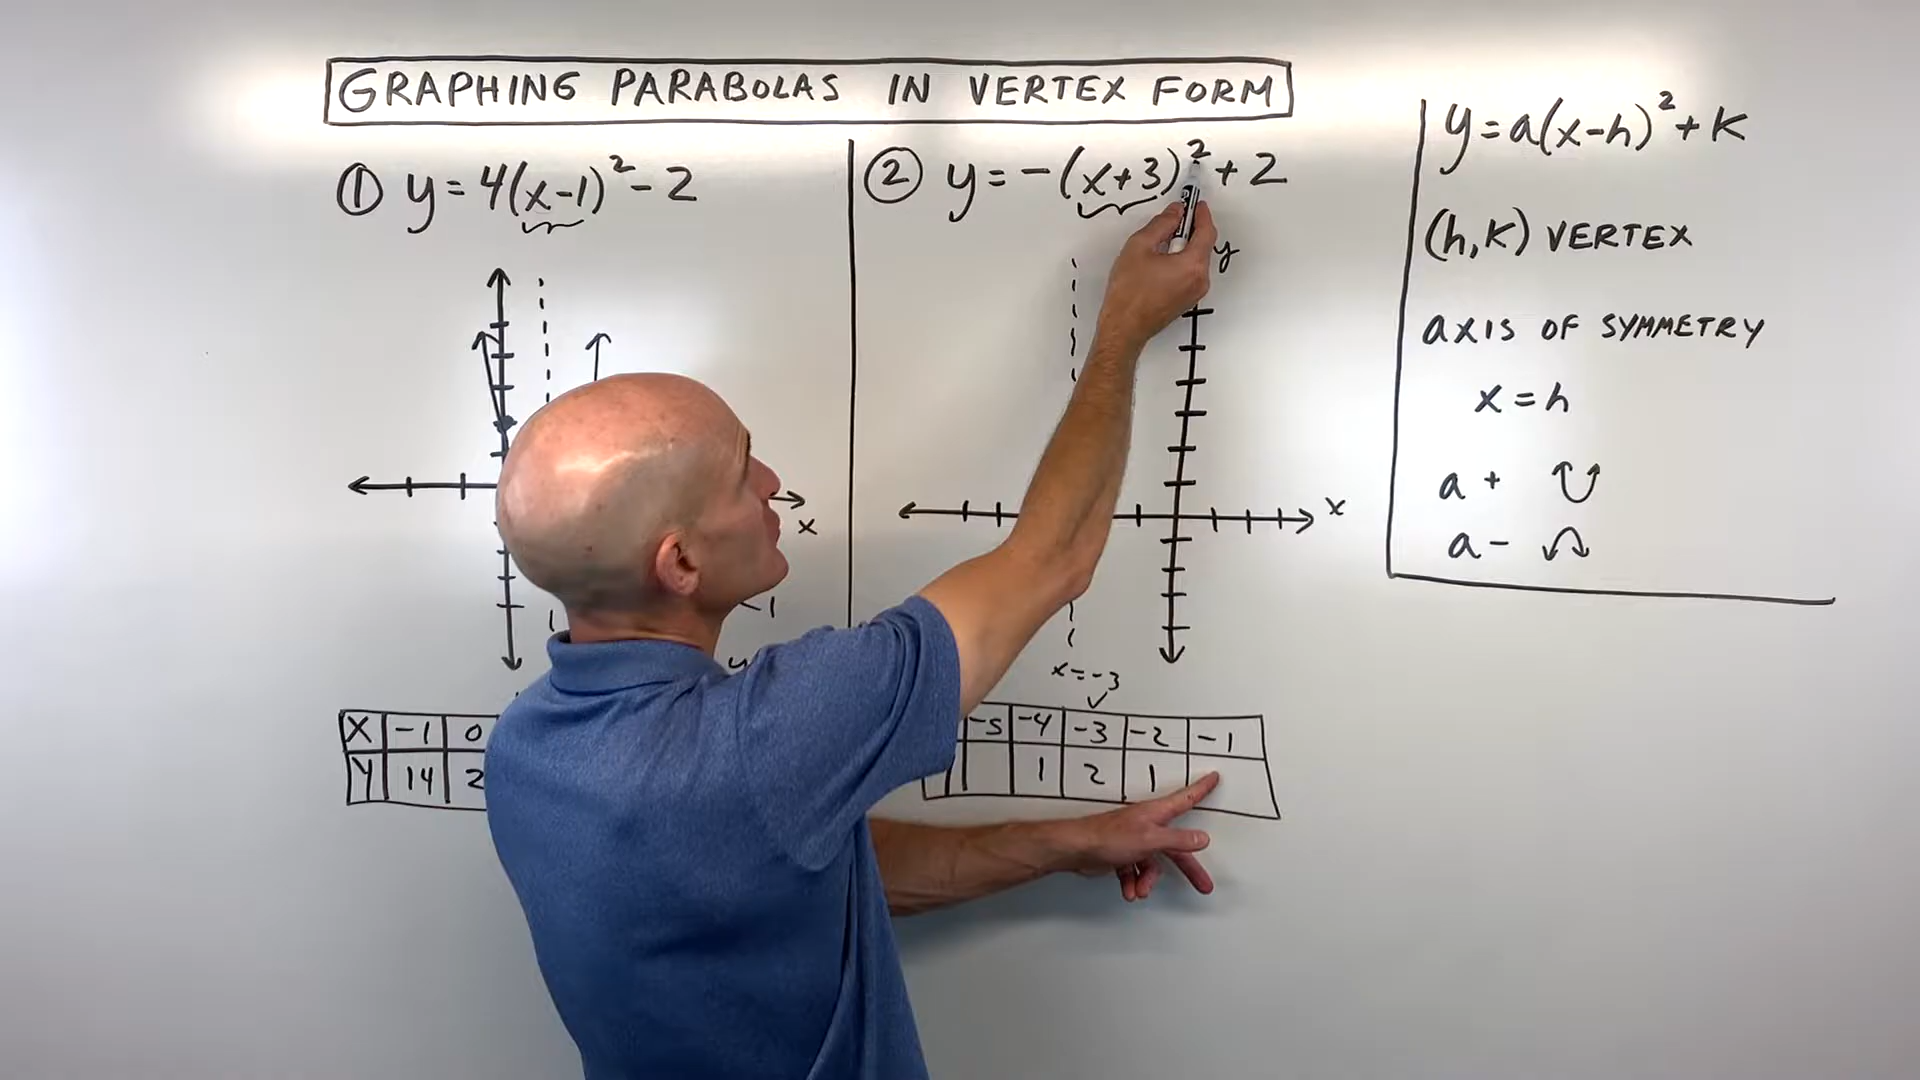 GRAPHING PARABOLAS IN VERTEX FORM
① y = 4(x-1)² - 2
② y = -(x+3)² + 2
y
x
x
x = -3
X -1 0
Y 14 2
-5 -4 -3 -2 -1
1 2 1
y = a(x-h)² + k
(h,k) VERTEX
axis OF SYMMETRY
x = h
a +
a -